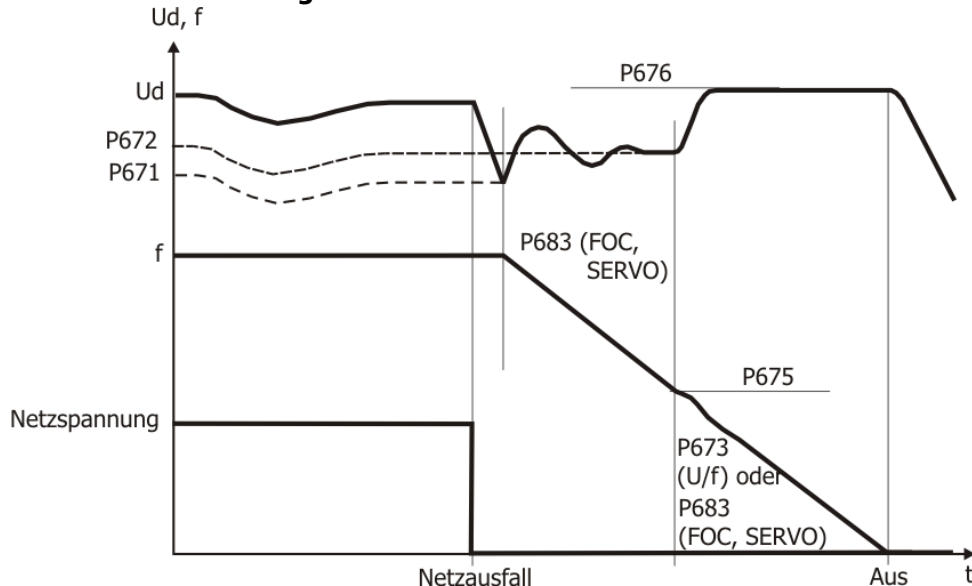 Ud, f
P676
Ud
P672
P671
P683 (FOC,
SERVO)
f
P675
Netzspannung
P673
(U/f) oder
P683
(FOC, SERVO)
Netzausfall
Aus
t